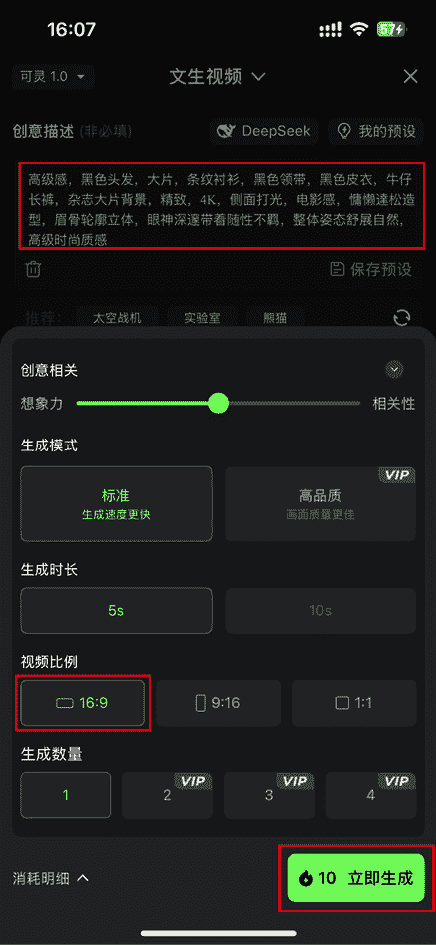 16:07
57
可灵 1.0
文生视频
创意描述 (非必填)
DeepSeek
我的预设
高级感，黑色头发，大片，条纹衬衫，黑色领带，黑色皮衣，牛仔
长裤，杂志大片背景，精致，4K，侧面打光，电影感，慵懒逹松造
型，眉骨轮廓立体，眼神深邃带着随性不羁，整体姿态舒展自然，
高级时尚质感
保存预设
推荐：
太空战机
实验室
熊猫
创意相关
想象力
相关性
生成模式
标准
生成速度更快
VIP
高品质
画面质量更佳
生成时长
5s
10s
视频比例
16:9
9:16
1:1
生成数量
1
VIP
2
VIP
3
VIP
4
消耗明细
10 立即生成